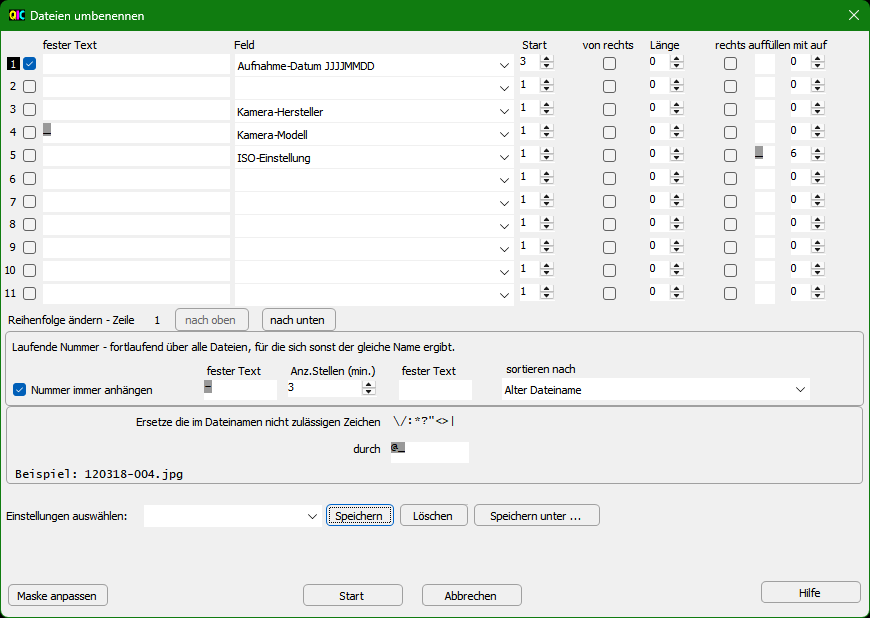 QIC Dateien umbenennen
fester Text Feld Start von rechts Länge rechts auffüllen mit auf
1 Aufnahme-Datum JJJJMMDD 3 0 0
2 1 0 0
3 Kamera-Hersteller 1 0 0
4 _ Kamera-Modell 1 0 0
5 ISO-Einstellung 1 0 _ 6
6 1 0 0
7 1 0 0
8 1 0 0
9 1 0 0
10 1 0 0
11 1 0 0
Reihenfolge ändern - Zeile 1 nach oben nach unten
Laufende Nummer - fortlaufend über alle Dateien, für die sich sonst der gleiche Name ergibt.
fester Text Anz.Stellen (min.) fester Text sortieren nach
Nummer immer anhängen - 3 Alter Dateiname
Ersetze die im Dateinamen nicht zulässigen Zeichen \/:*?"<>|
durch @_
Beispiel: 120318-004.jpg
Einstellungen auswählen: Speichern Löschen Speichern unter ...
Maske anpassen Start Abbrechen Hilfe